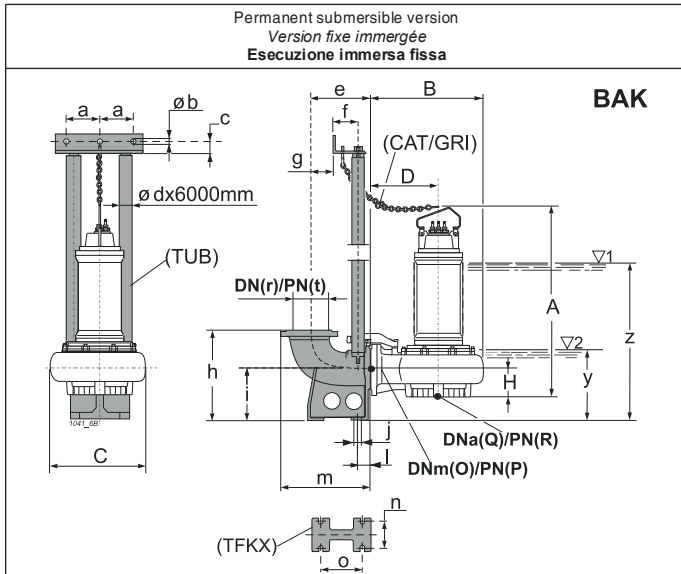 Permanent submersible version
Version fixe immergée
Esecuzione immersa fissa
BAK
e
B
a
a
øb
c
f
(CAT/GRI)
g
D
ø dx6000mm
1
(TUB)
DN(r)/PN(t)
A
z
2
h
i
H
y
1041_6B
j
DNa(Q)/PN(R)
l
C
DNm(O)/PN(P)
m
n
(TFKX)
o